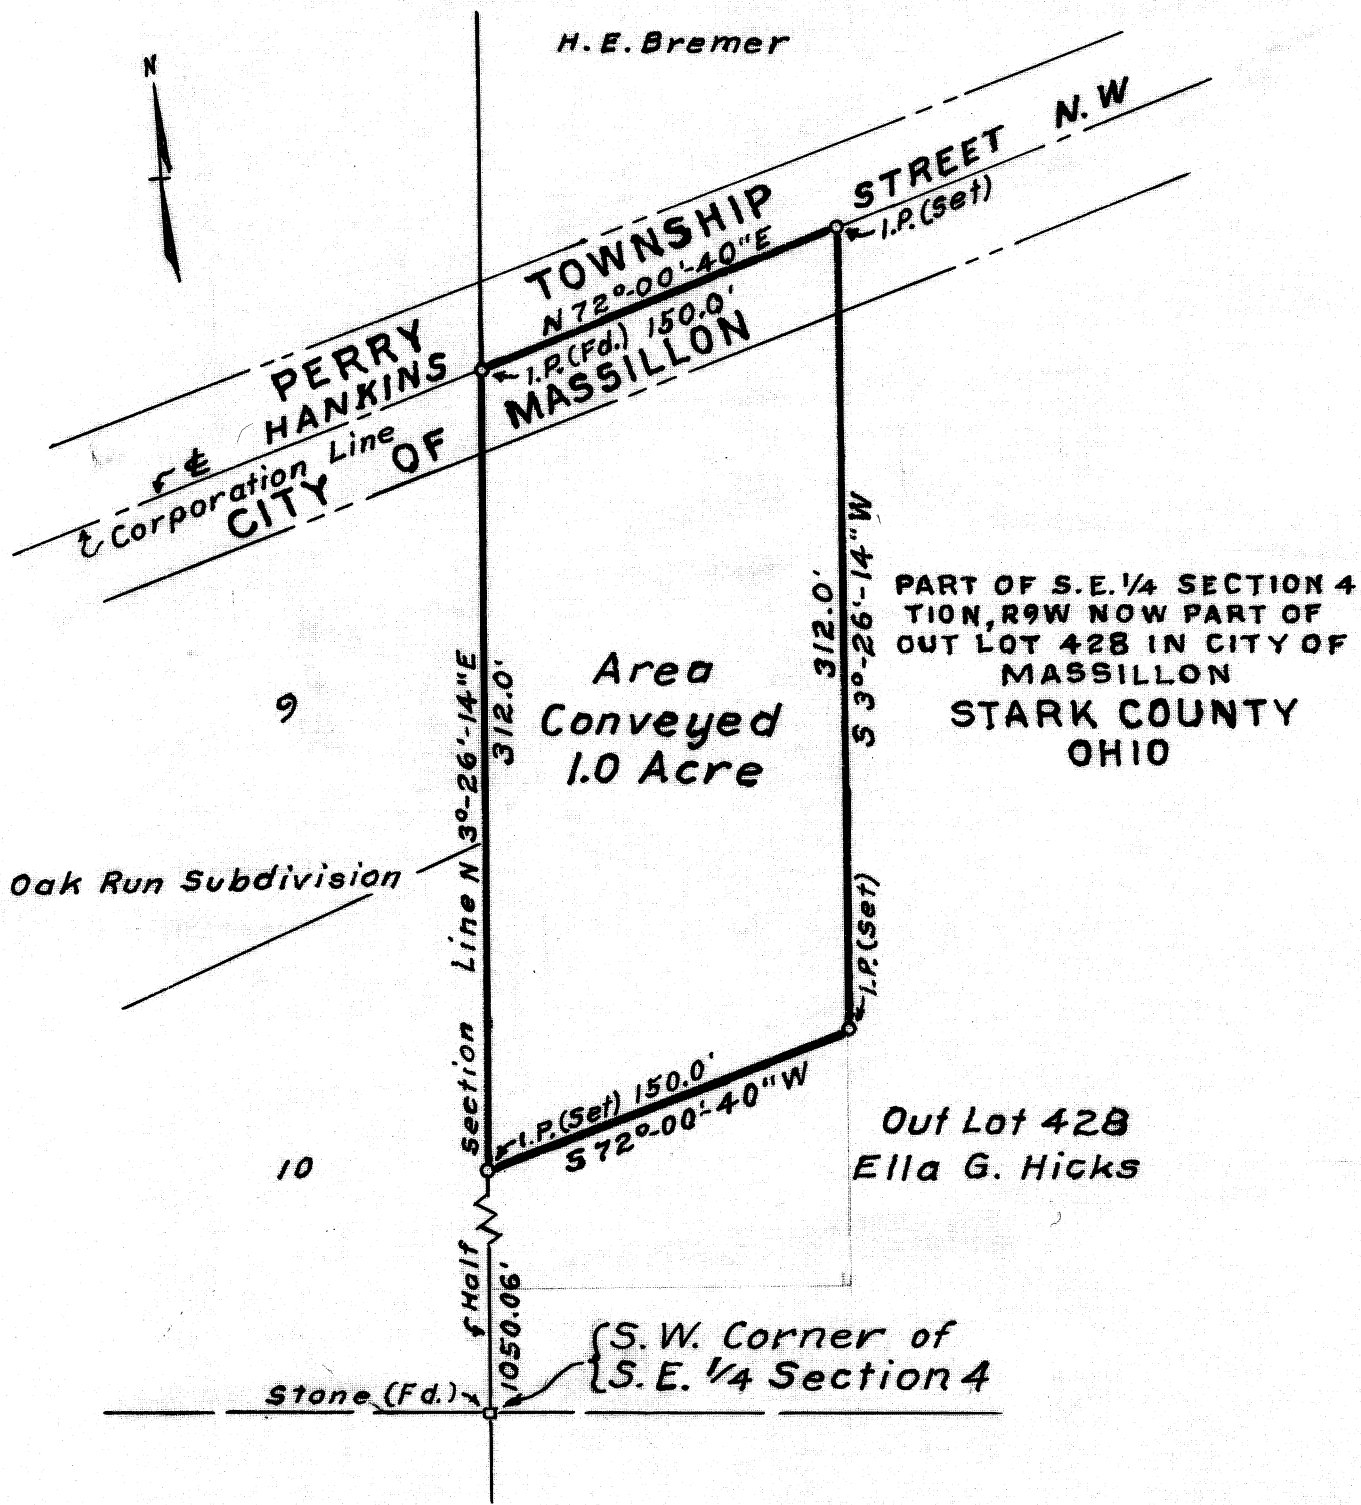 H.E.Bremer
N
PERRY TOWNSHIP
HANKINS STREET N.W
N 72°-00'-40"E
I.P.(Set)
I.P.(Fd.) 150.0'
℄
Corporation Line
CITY OF MASSILLON
312.0'
S 3°-26'-14"W
PART OF S.E. 1/4 SECTION 4
T10N, R9W NOW PART OF
OUT LOT 428 IN CITY OF
MASSILLON
STARK COUNTY
OHIO
Area
Conveyed
1.0 Acre
9
312.0'
Half Section Line N 3°-26'-14"E
Oak Run Subdivision
I.P.(Set)
I.P.(Set) 150.0'
S 72°-00'-40"W
Out Lot 428
Ella G. Hicks
10
1050.06'
S.W. Corner of
S.E. 1/4 Section 4
Stone (Fd.)